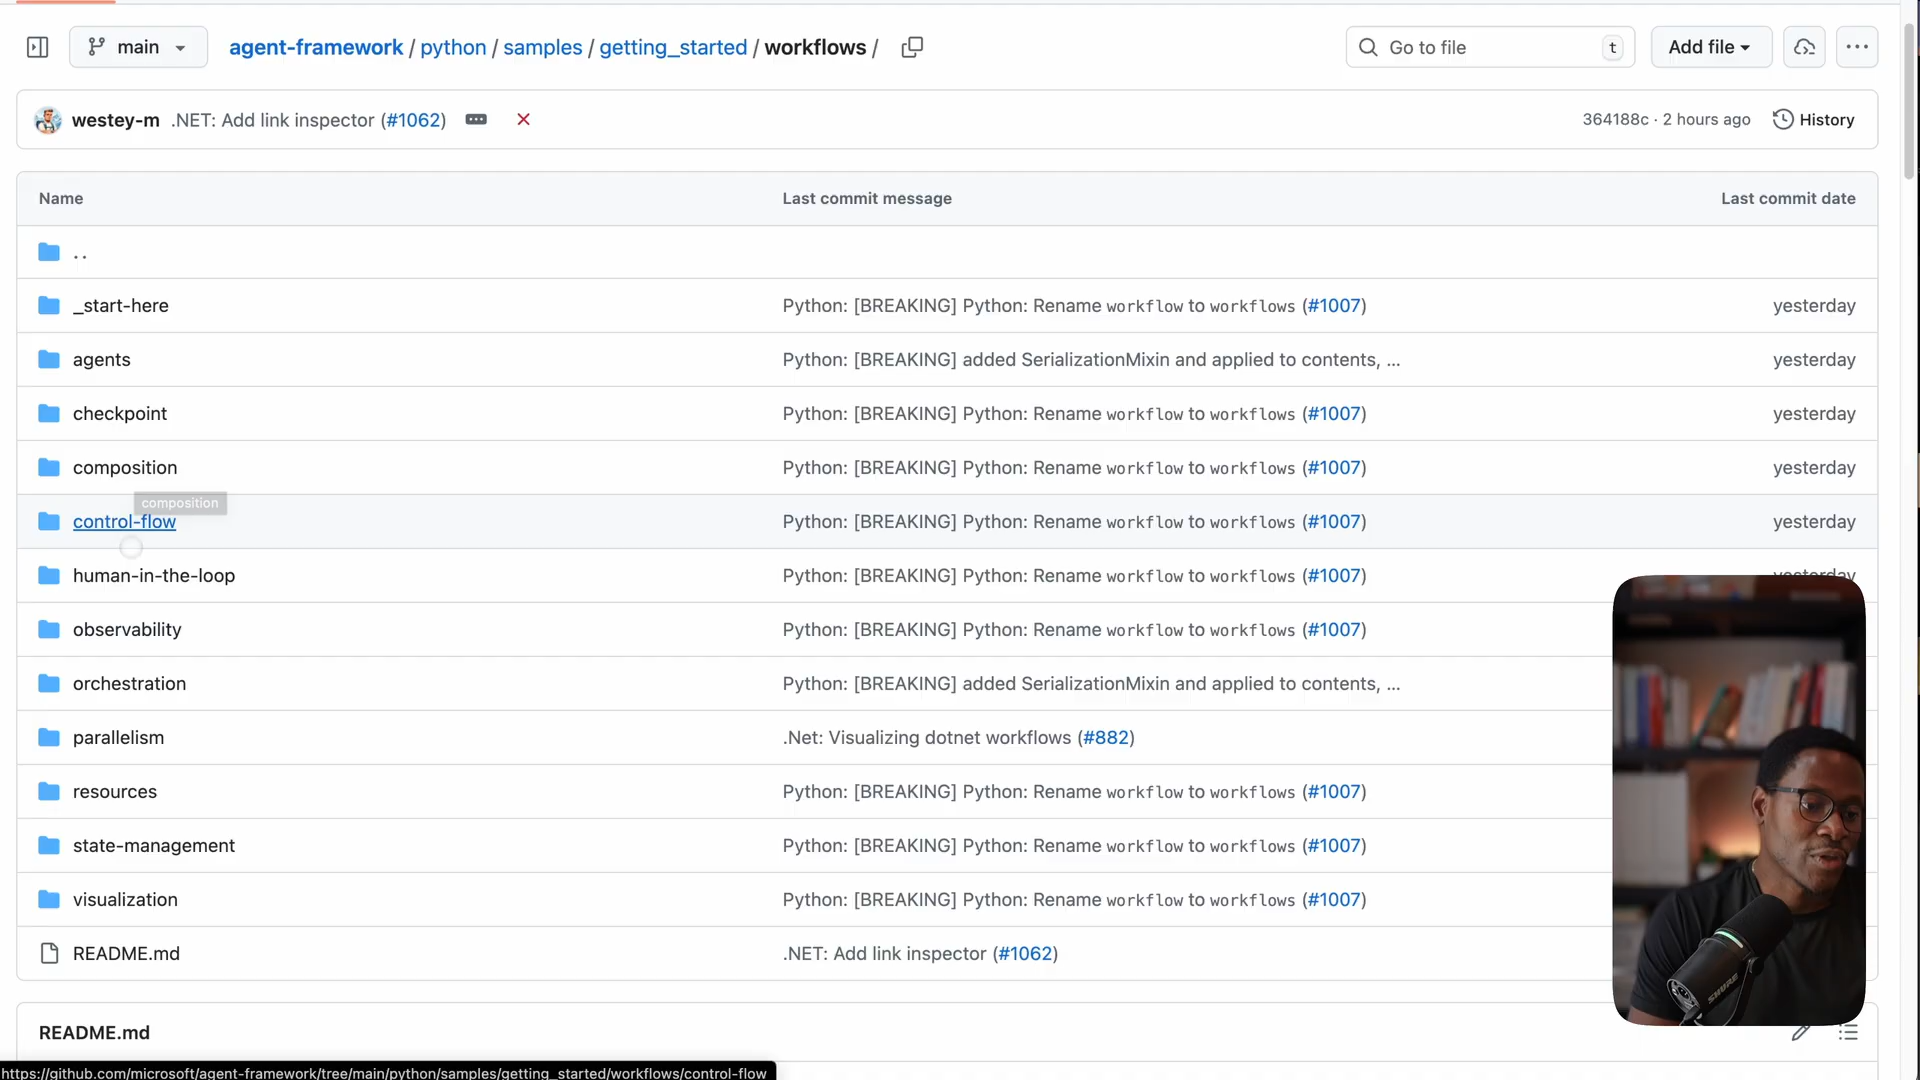 main
agent-framework / python / samples / getting_started / workflows /
Go to file
t
Add file
westey-m .NET: Add link inspector (#1062)
364188c · 2 hours ago
History
Name Last commit message Last commit date
..
_start-here Python: [BREAKING] Python: Rename workflow to workflows (#1007) yesterday
agents Python: [BREAKING] added SerializationMixin and applied to contents, ... yesterday
checkpoint Python: [BREAKING] Python: Rename workflow to workflows (#1007) yesterday
composition Python: [BREAKING] Python: Rename workflow to workflows (#1007) yesterday
composition
control-flow Python: [BREAKING] Python: Rename workflow to workflows (#1007) yesterday
human-in-the-loop Python: [BREAKING] Python: Rename workflow to workflows (#1007) yesterday
observability Python: [BREAKING] Python: Rename workflow to workflows (#1007)
orchestration Python: [BREAKING] added SerializationMixin and applied to contents, ...
parallelism .Net: Visualizing dotnet workflows (#882)
resources Python: [BREAKING] Python: Rename workflow to workflows (#1007)
state-management Python: [BREAKING] Python: Rename workflow to workflows (#1007)
visualization Python: [BREAKING] Python: Rename workflow to workflows (#1007)
README.md .NET: Add link inspector (#1062)
SHURE
README.md
https://github.com/microsoft/agent-framework/tree/main/python/samples/getting_started/workflows/control-flow